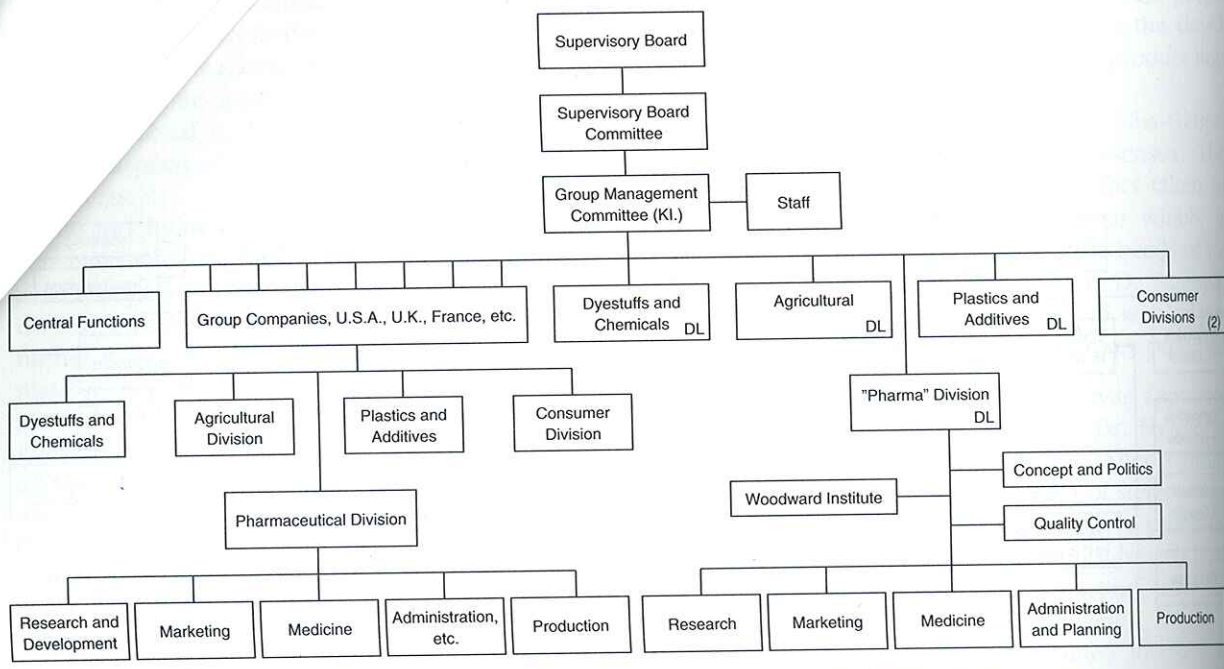 Supervisory Board
Supervisory Board
Committee
Group Management
Committee (KI.)
Staff
Central Functions
Group Companies, U.S.A., U.K., France, etc.
Dyestuffs and
Chemicals DL
Agricultural
DL
Plastics and
Additives DL
Consumer
Divisions (2)
Dyestuffs and
Chemicals
Agricultural
Division
Plastics and
Additives
Consumer
Division
"Pharma" Division
DL
Concept and Politics
Woodward Institute
Quality Control
Pharmaceutical Division
Research and
Development
Marketing
Medicine
Administration,
etc.
Production
Research
Marketing
Medicine
Administration
and Planning
Production